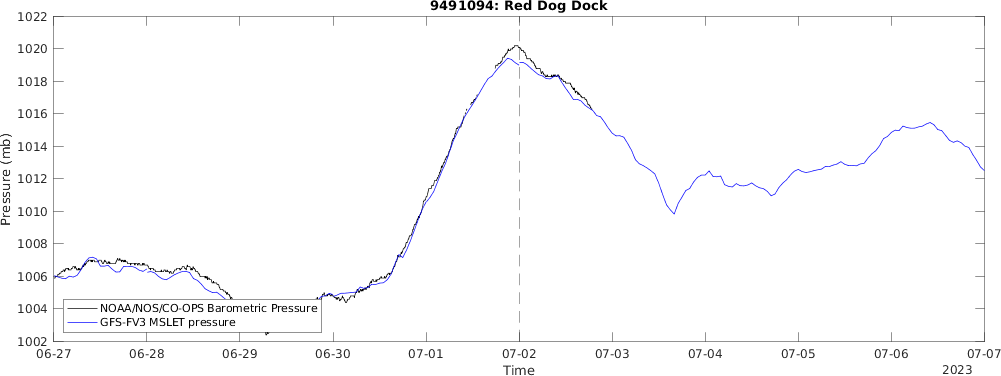 9491094: Red Dog Dock
Pressure (mb)
1022
1020
1018
1016
1014
1012
1010
1008
1006
1004
1002
NOAA/NOS/CO-OPS Barometric Pressure
GFS-FV3 MSLET pressure
06-27 06-28 06-29 06-30 07-01 07-02 07-03 07-04 07-05 07-06 07-07
Time
2023